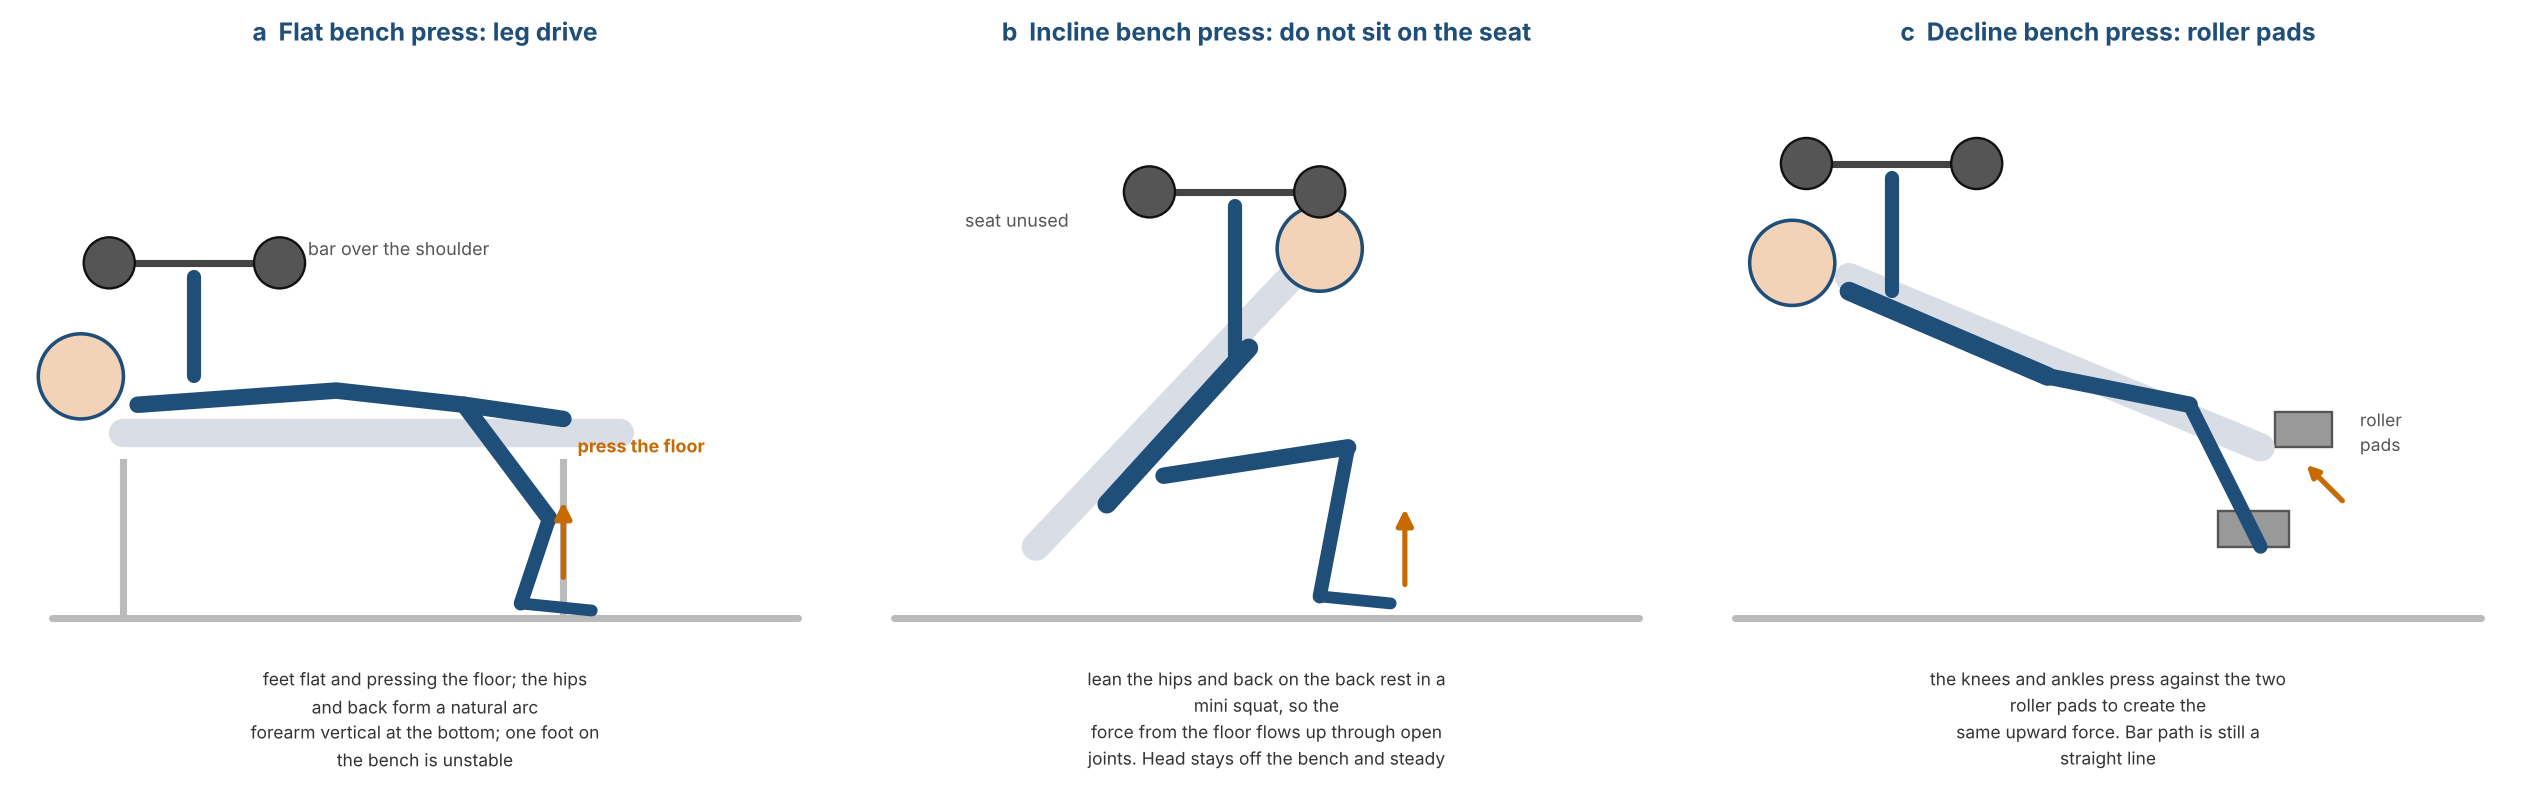 a Flat bench press: leg drive
bar over the shoulder
press the floor
feet flat and pressing the floor; the hips
and back form a natural arc
forearm vertical at the bottom; one foot on
the bench is unstable
b Incline bench press: do not sit on the seat
seat unused
lean the hips and back on the back rest in a
mini squat, so the
force from the floor flows up through open
joints. Head stays off the bench and steady
c Decline bench press: roller pads
roller
pads
the knees and ankles press against the two
roller pads to create the
same upward force. Bar path is still a
straight line